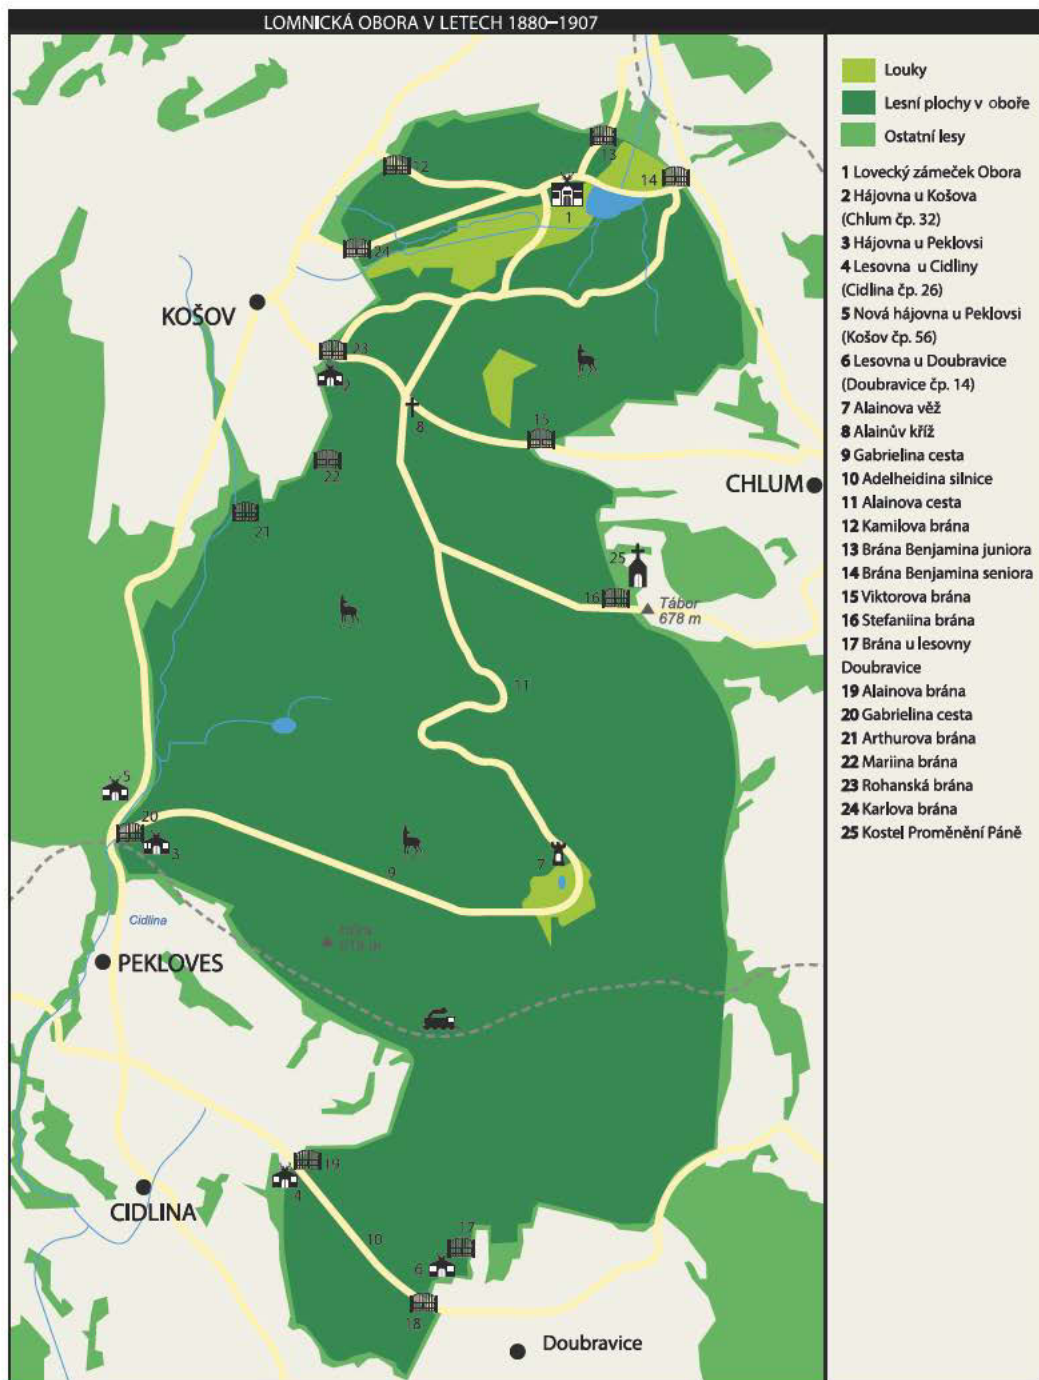 LOMNICKÁ OBORA V LETECH 1880–1907
Louky
Lesní plochy v oboře
Ostatní lesy
1 Lovecký zámeček Obora
2 Hájovna u Košova
(Chlum čp. 32)
3 Hájovna u Peklovsi
4 Lesovna u Cidliny
(Cidlina čp. 26)
5 Nová hájovna u Peklovsi
(Košov čp. 56)
6 Lesovna u Doubravice
(Doubravice čp. 14)
7 Alainova věž
8 Alainův kříž
9 Gabrielina cesta
10 Adelheidina silnice
11 Alainova cesta
12 Kamilova brána
13 Brána Benjamina juniora
14 Brána Benjamina seniora
15 Viktorova brána
16 Stefaniina brána
17 Brána u lesovny
Doubravice
19 Alainova brána
20 Gabrielina cesta
21 Arthurova brána
22 Mariina brána
23 Rohanská brána
24 Karlova brána
25 Kostel Proměnění Páně
13
12
14
1
24
KOŠOV
23
2
8
15
22
CHLUM
21
25
16
Tábor
678 m
11
5
20
3
7
9
Cidlina
PEKLOVES
19
4
CIDLINA
10
17
6
18
Doubravice